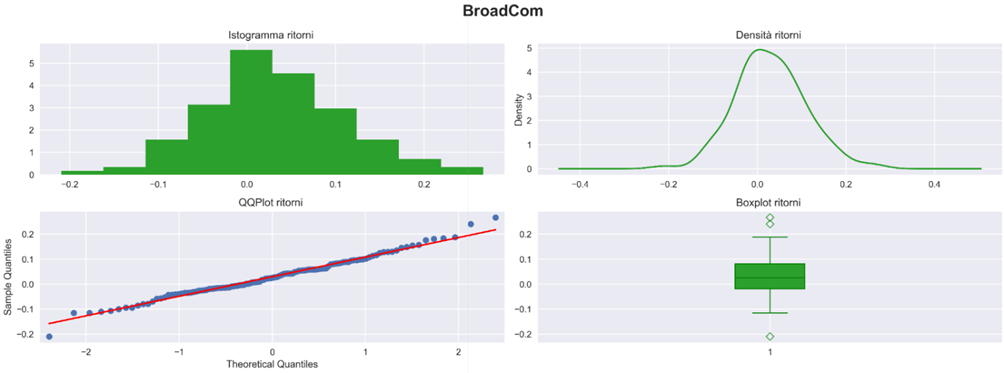 BroadCom
Istogramma ritorni
5
4
3
2
1
0
−0.2 −0.1 0.0 0.1 0.2
Densità ritorni
Density
5
4
3
2
1
0
−0.4 −0.2 0.0 0.2 0.4
QQPlot ritorni
Sample Quantiles
0.2
0.1
0.0
−0.1
−0.2
−2 −1 0 1 2
Theoretical Quantiles
Boxplot ritorni
0.2
0.1
0.0
−0.1
−0.2
1